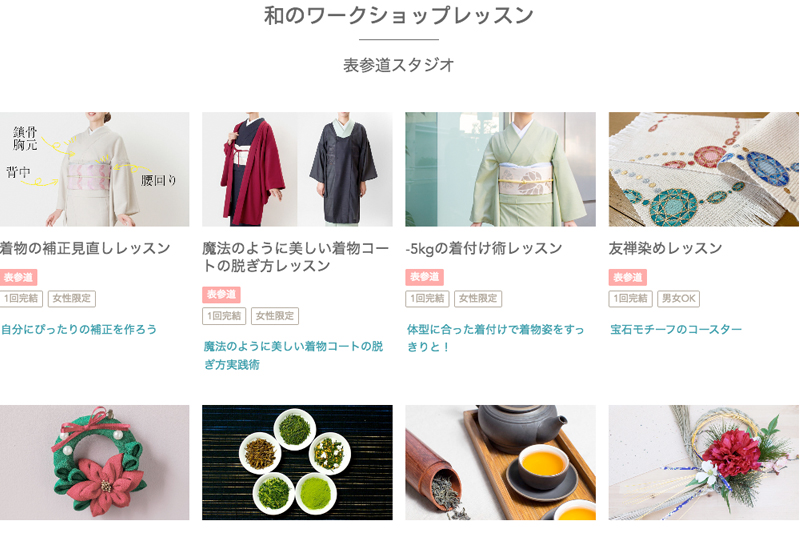 和のワークショップレッスン
表参道スタジオ
鎖骨
胸元
背中
腰回り
着物の補正見直しレッスン
表参道
1回完結 女性限定
自分にぴったりの補正を作ろう
魔法のように美しい着物コー
トの脱ぎ方レッスン
表参道
1回完結 女性限定
魔法のように美しい着物コートの脱
ぎ方実践術
-5kgの着付け術レッスン
表参道
1回完結 女性限定
体型に合った着付けで着物姿をすっ
きりと！
友禅染めレッスン
表参道
1回完結 男女OK
宝石モチーフのコースター